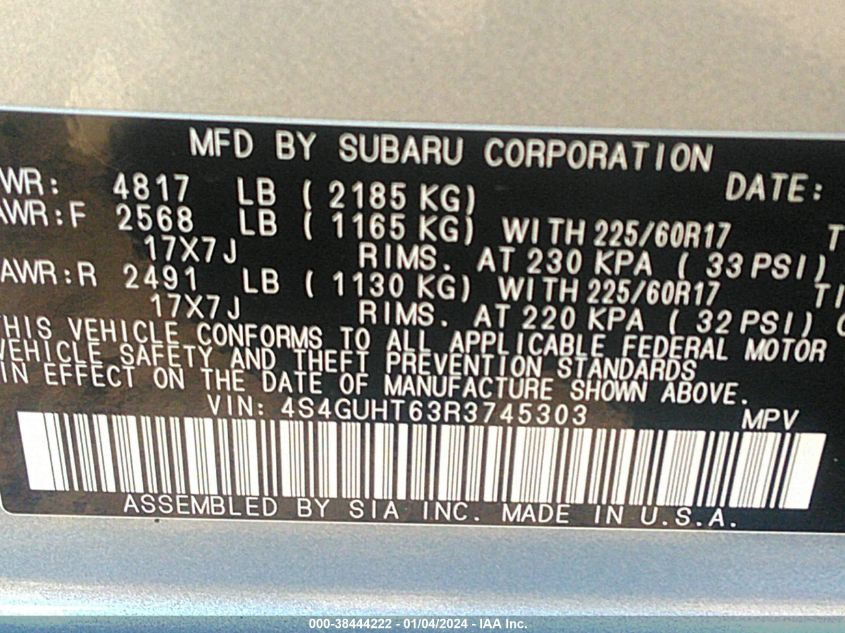 MFD BY SUBARU CORPORATION
WR: 4817 LB ( 2185 KG) DATE:
AWR:F 2568 LB ( 1165 KG) WITH 225/60R17 T
17X7J RIMS. AT 230 KPA ( 33 PSI)
AWR:R 2491 LB ( 1130 KG) WITH 225/60R17 TI
17X7J RIMS. AT 220 KPA ( 32 PSI) C
THIS VEHICLE CONFORMS TO ALL APPLICABLE FEDERAL MOTOR
VEHICLE SAFETY AND THEFT PREVENTION STANDARDS
IN EFFECT ON THE DATE OF MANUFACTURE SHOWN ABOVE.
VIN: 4S4GUHT63R3745303 MPV
ASSEMBLED BY SIA INC. MADE IN U.S.A.
000-38444222 - 01/04/2024 - IAA Inc.